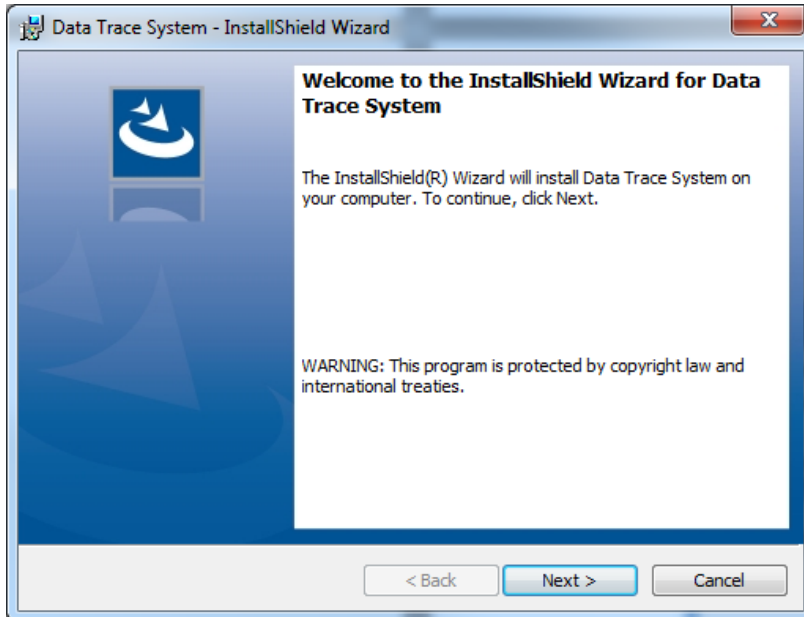 Data Trace System - InstallShield Wizard
Welcome to the InstallShield Wizard for Data
Trace System
The InstallShield(R) Wizard will install Data Trace System on
your computer. To continue, click Next.
WARNING: This program is protected by copyright law and
international treaties.
< Back
Next >
Cancel